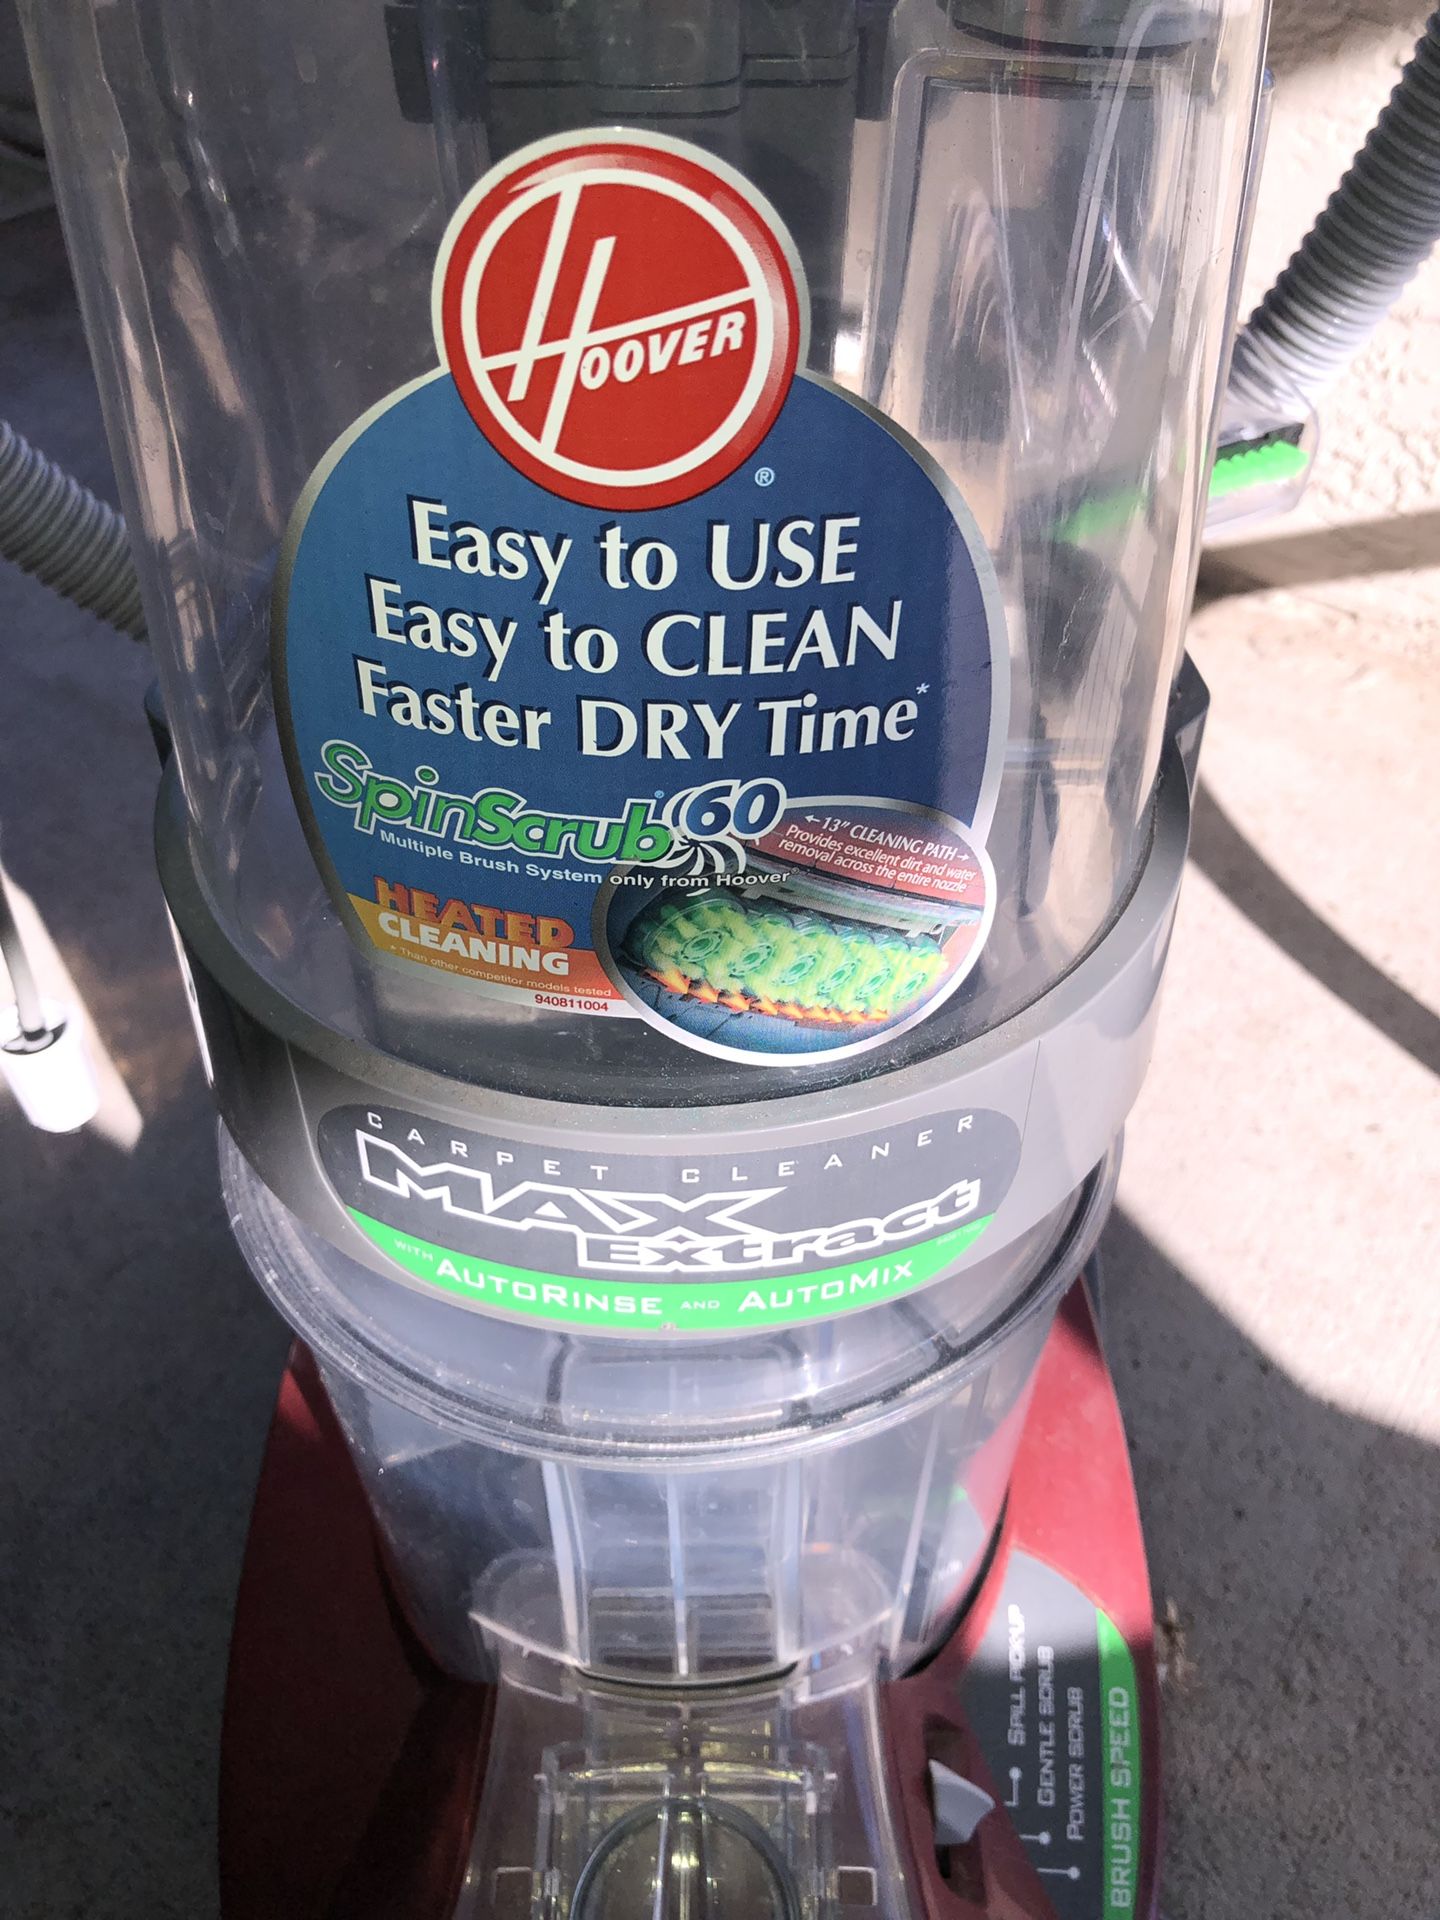 HOOVER
®
Easy to USE
Easy to CLEAN
Faster DRY Time*
SpinScrub® 60
Multiple Brush System only from Hoover®
←13" CLEANING PATH→
Provides excellent dirt and water
removal across the entire nozzle
HEATED
CLEANING
* Than other competitor models tested
940811004
CARPET CLEANER
MAX
Extract
WITH AUTORINSE AND AUTOMIX
SPILL PICK-UP
GENTLE SCRUB
POWER SCRUB
BRUSH SPEED